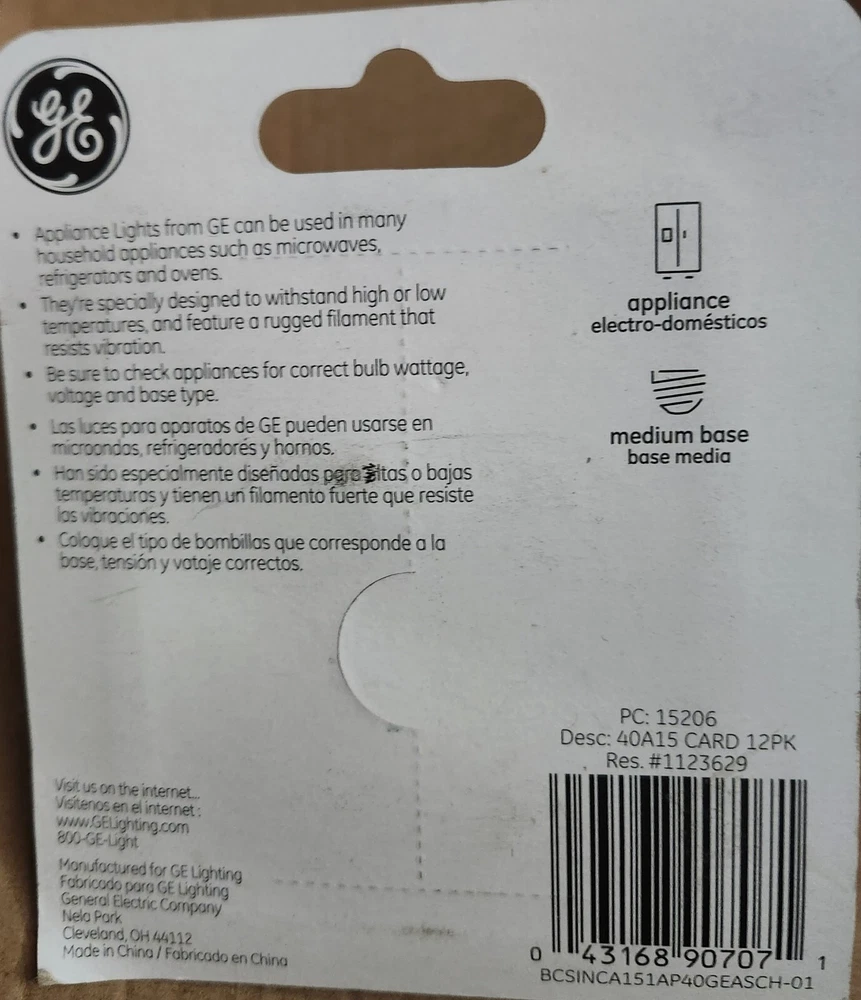 GE
Appliance Lights from GE can be used in many
household appliances such as microwaves,
refrigerators and ovens.
They're specially designed to withstand high or low
temperatures, and feature a rugged filament that
resists vibration.
Be sure to check appliances for correct bulb wattage,
voltage and base type.
Las luces para aparatos de GE pueden usarse en
microondas, refrigeradorés y hornos.
Han sido especialmente diseñadas para altas o bajas
temperaturas y tienen un filamento fuerte que resiste
las vibraciones.
Coloque el tipo de bombillas que corresponde a la
base, tensión y vataje correctos.
appliance
electro-domésticos
medium base
base media
Visit us on the internet...
Visítenos en el internet:
www.GELighting.com
800-GE-Light
Manufactured for GE Lighting
Fabricado para GE Lighting
General Electric Company
Nela Park
Cleveland, OH 44112
Made in China / Fabricado en China
PC: 15206
Desc: 40A15 CARD 12PK
Res. #1123629
0 43168 90707 1
BCSINCA151AP40GEASCH-01